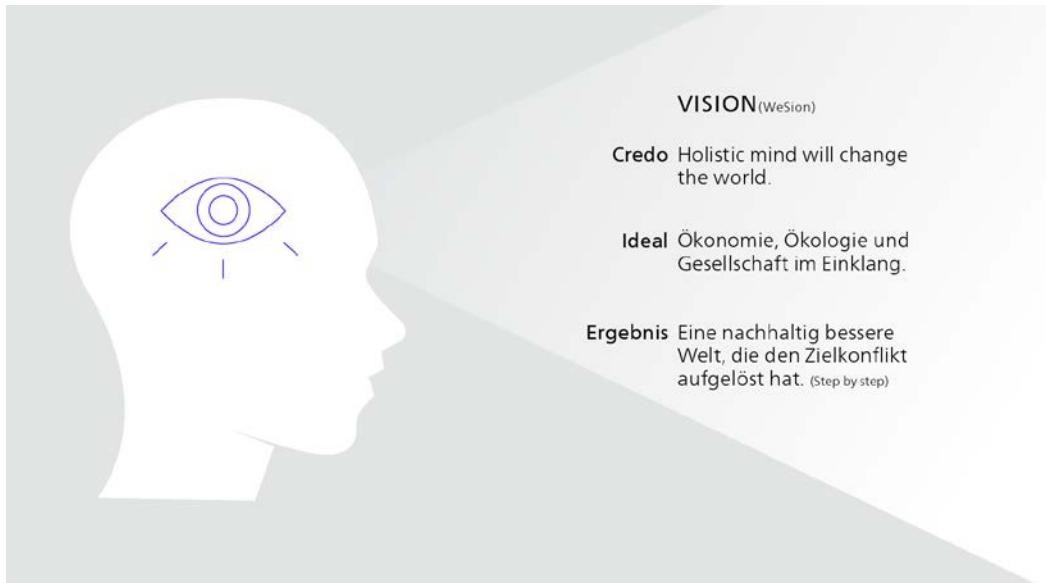 VISION (WeSion)
Credo Holistic mind will change
the world.
Ideal Ökonomie, Ökologie und
Gesellschaft im Einklang.
Ergebnis Eine nachhaltig bessere
Welt, die den Zielkonflikt
aufgelöst hat. (Step by step)